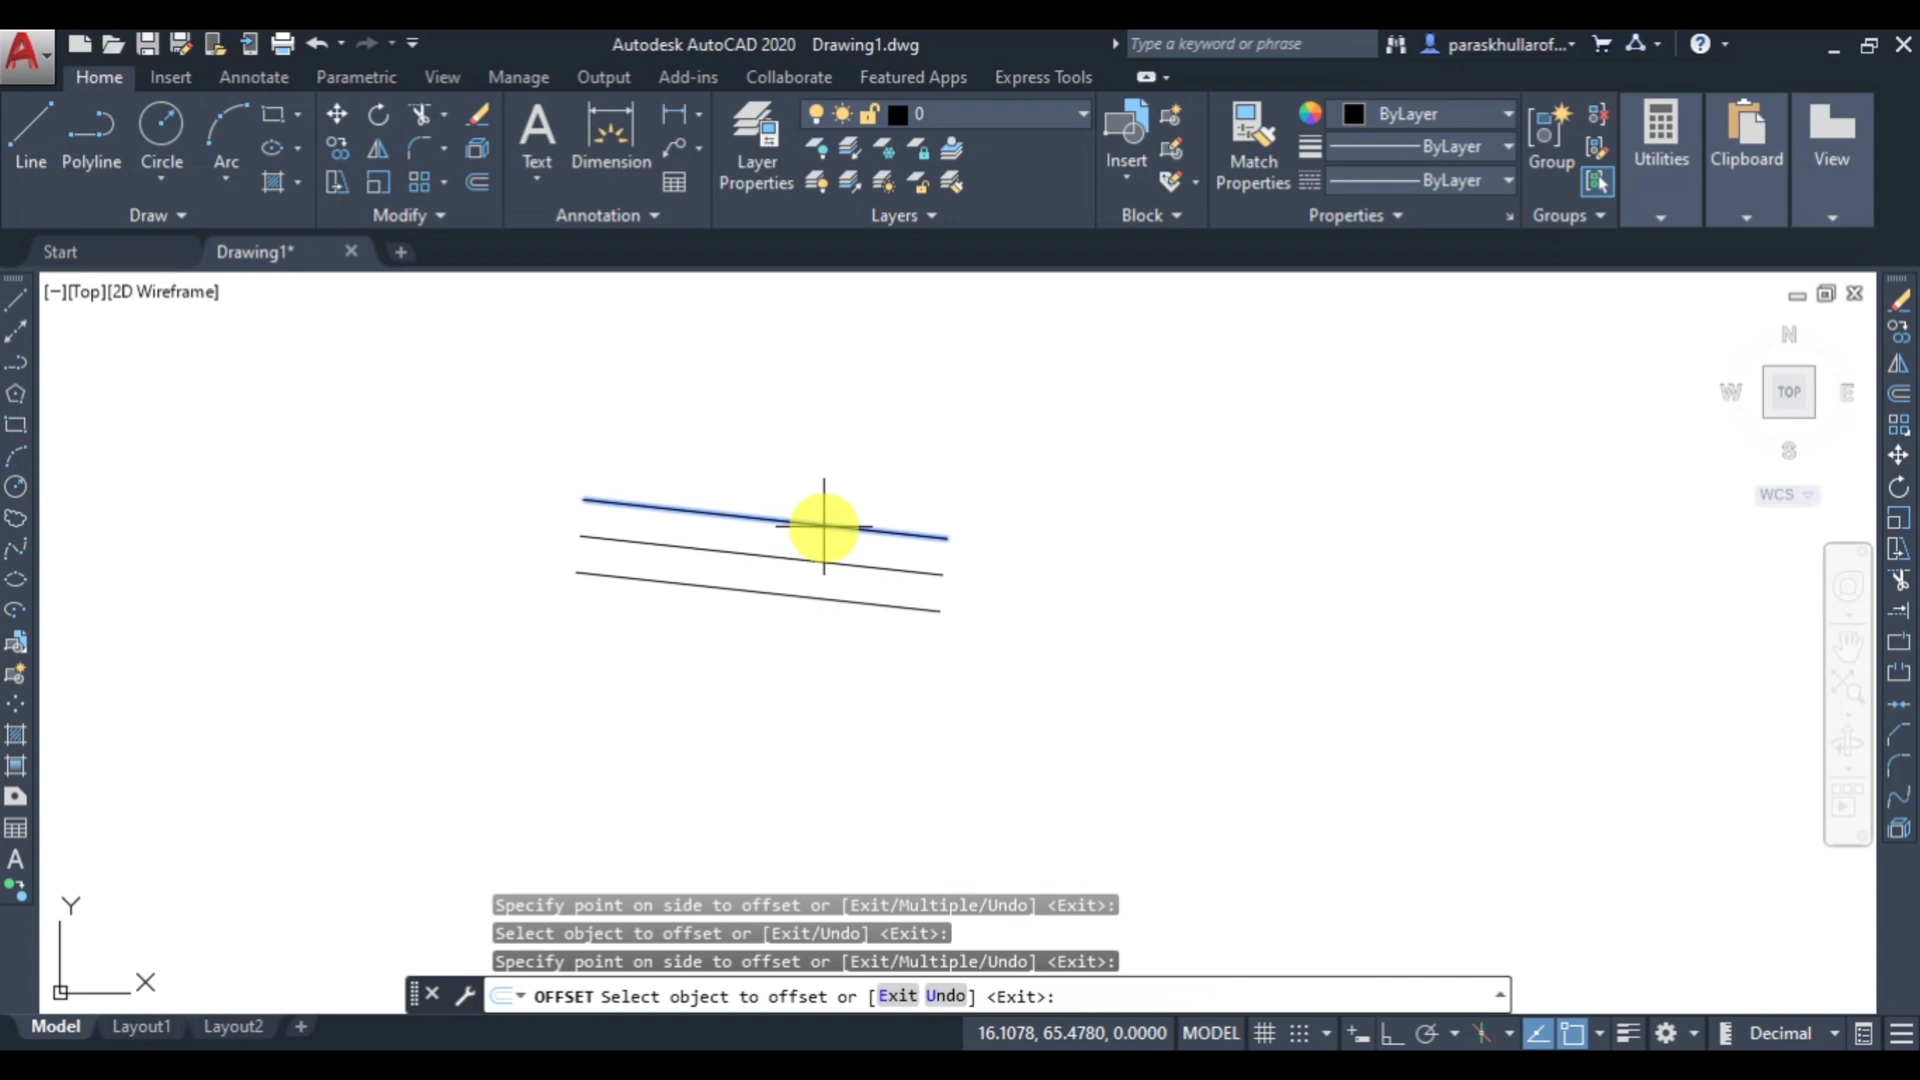 A
Autodesk AutoCAD 2020 Drawing1.dwg
Type a keyword or phrase
paraskhullarof...
Home Insert Annotate Parametric View Manage Output Add-ins Collaborate Featured Apps Express Tools
0
ByLayer
ByLayer
ByLayer
Line Polyline Circle Arc
A
Text Dimension
Layer Properties
Insert
Match Properties
Group
Utilities Clipboard View
Draw Modify Annotation Layers Block Properties Groups
Start Drawing1*
[−][Top][2D Wireframe]
N
W TOP E
S
WCS
A
Y
X
Specify point on side to offset or [Exit/Multiple/Undo] <Exit>:
Select object to offset or [Exit/Undo] <Exit>:
Specify point on side to offset or [Exit/Multiple/Undo] <Exit>:
OFFSET Select object to offset or [Exit Undo] <Exit>:
Model Layout1 Layout2 +
16.1078, 65.4780, 0.0000 MODEL
Decimal